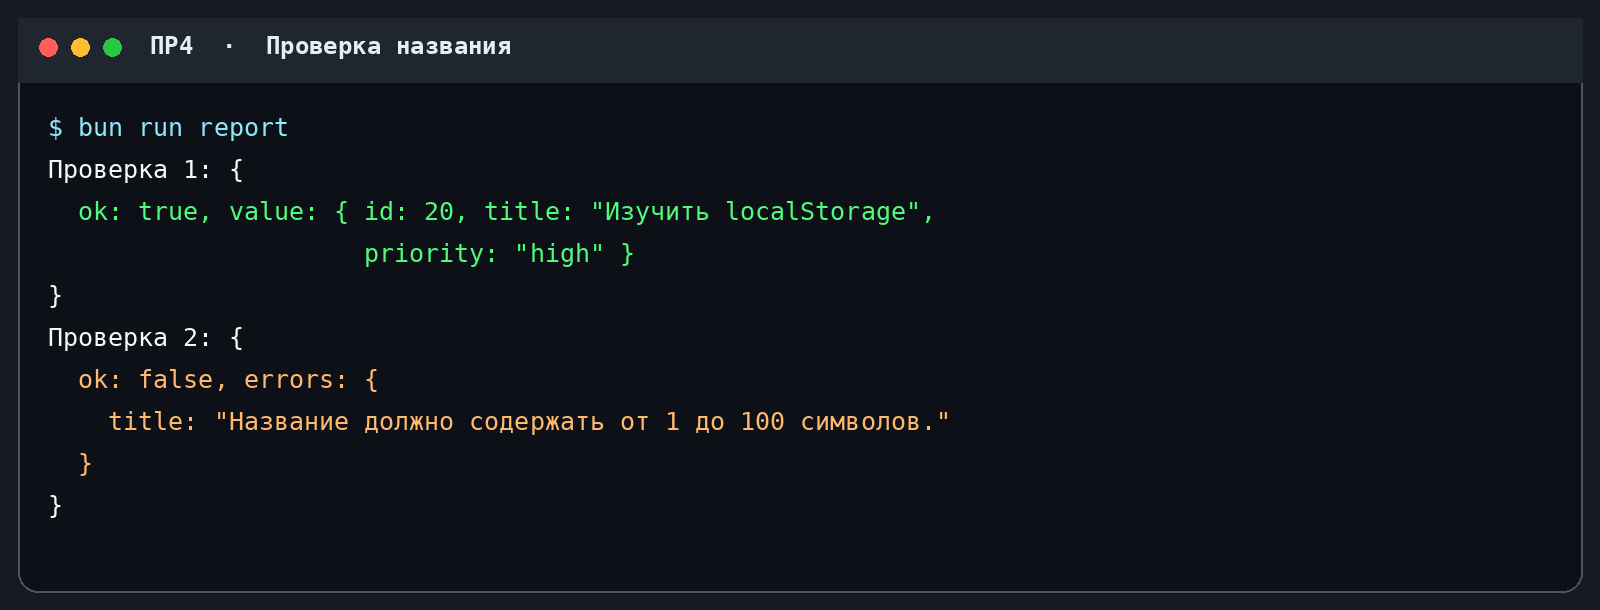 ПР4 · Проверка названия
$ bun run report
Проверка 1: {
  ok: true, value: { id: 20, title: "Изучить localStorage",
                     priority: "high" }
}
Проверка 2: {
  ok: false, errors: {
    title: "Название должно содержать от 1 до 100 символов."
  }
}